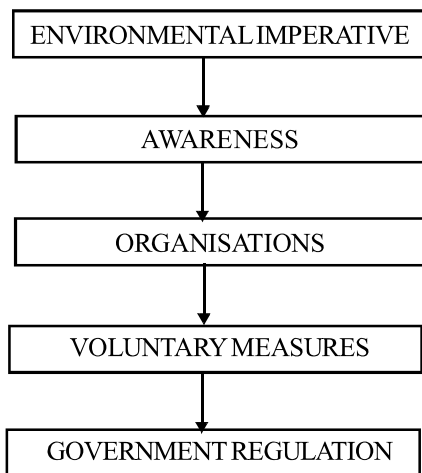 ENVIRONMENTAL IMPERATIVE
AWARENESS
ORGANISATIONS
VOLUNTARY MEASURES
GOVERNMENT REGULATION